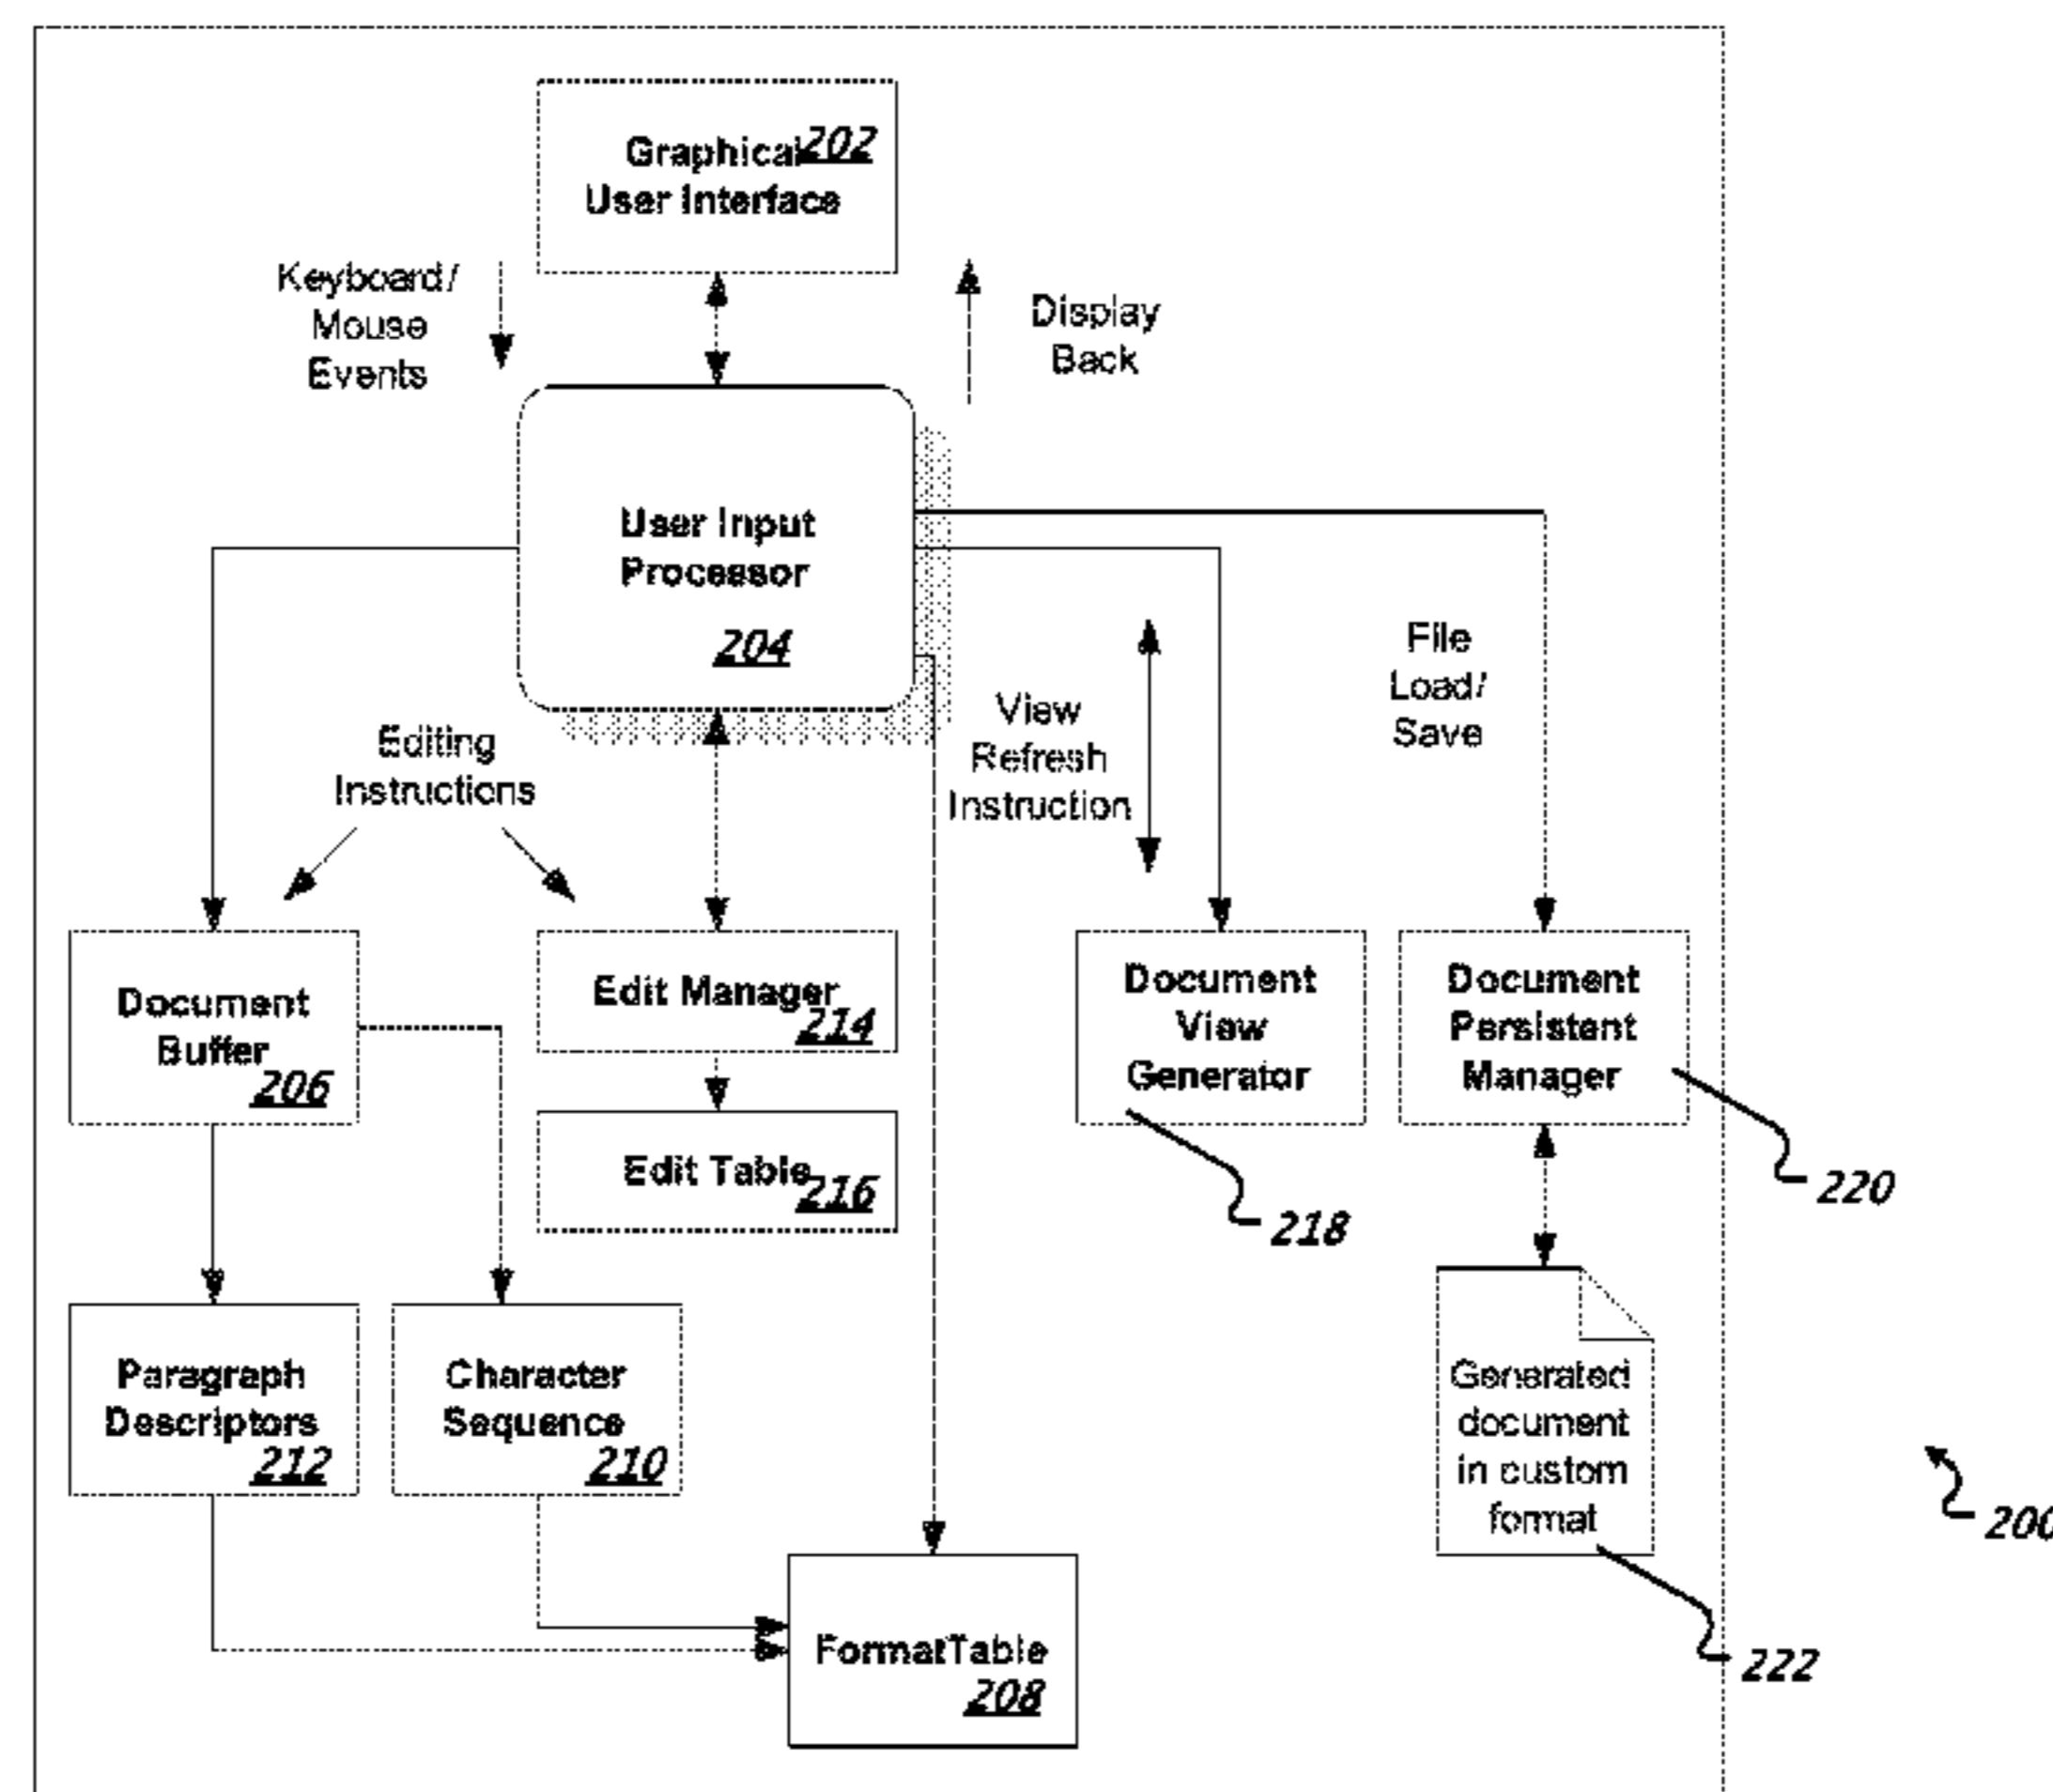 Graphical 202
User Interface
Keyboard/
Mouse
Events
Display
Back
User Input
Processor
204
Editing
Instructions
View
Refresh
Instruction
File
Load/
Save
Document
Buffer
206
Edit Manager
214
Edit Table
216
Document
View
Generator
218
Document
Persistent
Manager
220
Paragraph
Descriptors
212
Character
Sequence
210
FormatTable
208
Generated
document
in custom
format
222
200